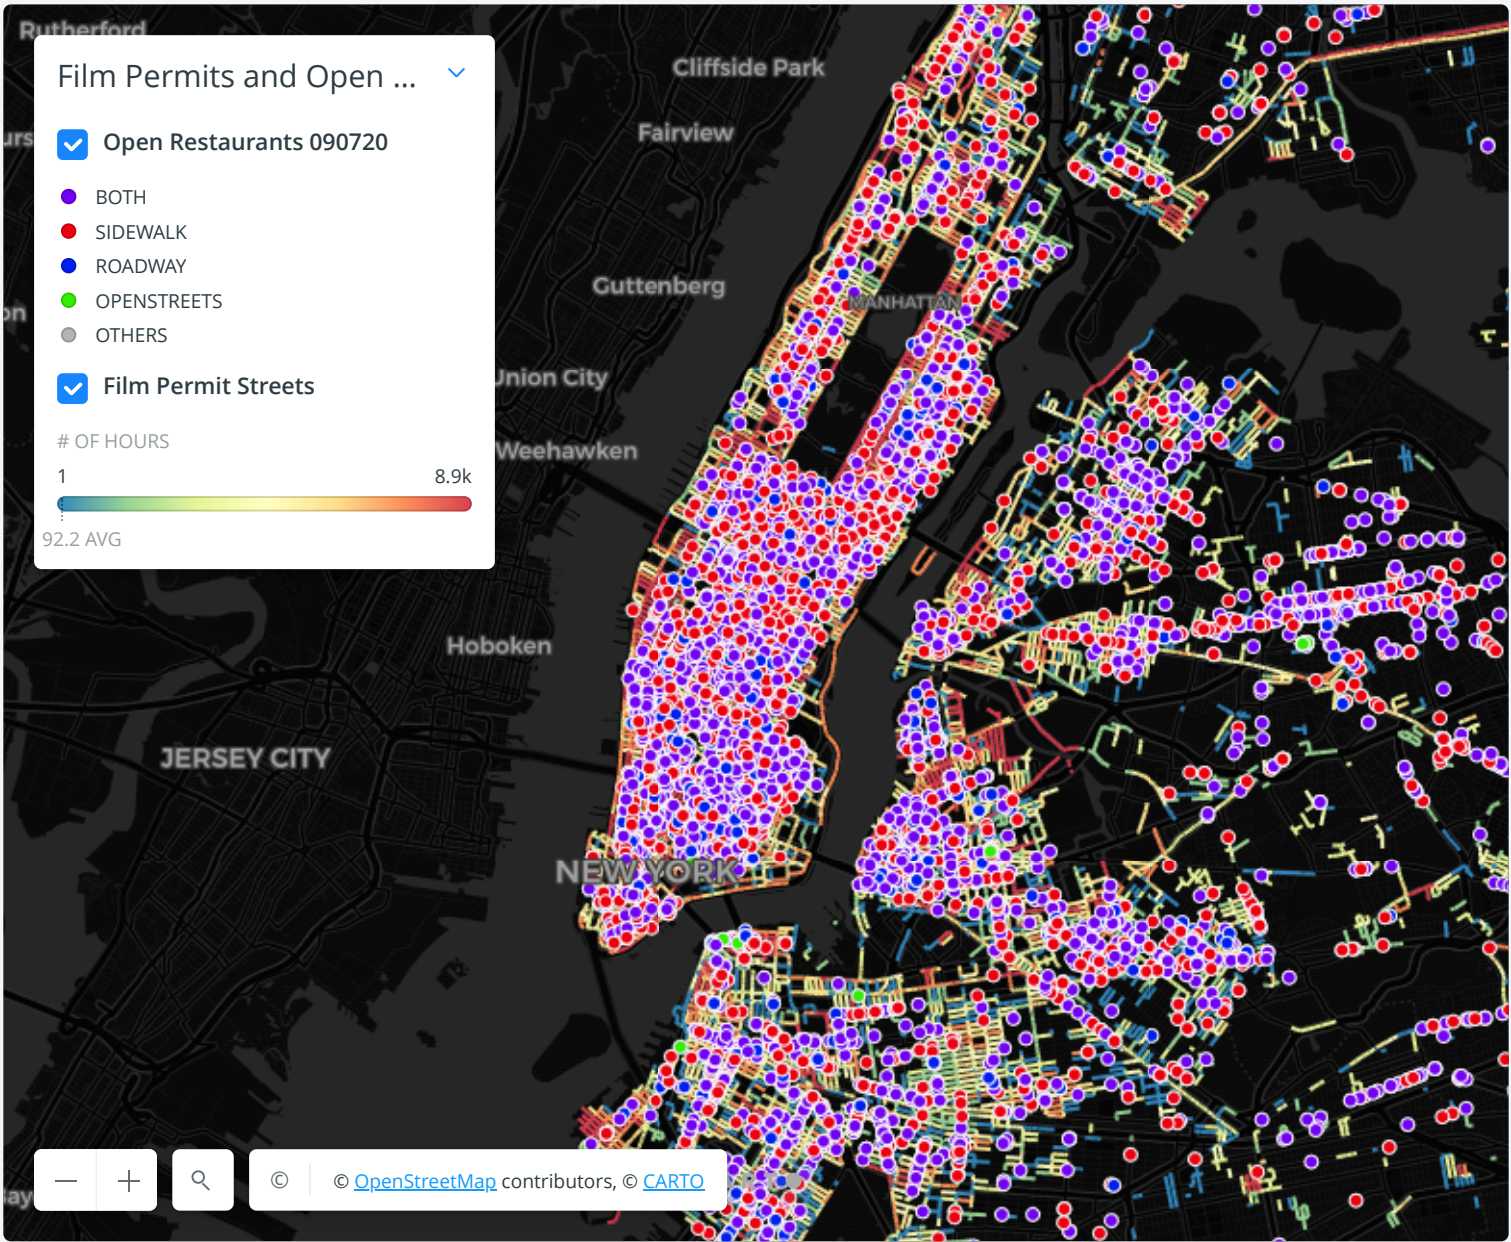 Rutherford
Film Permits and Open ...
Cliffside Park
Open Restaurants 090720
Fairview
BOTH
SIDEWALK
ROADWAY
Guttenberg
OPENSTREETS
MANHATTAN
OTHERS
Film Permit Streets
Union City
# OF HOURS
Weehawken
1 8.9k
92.2 AVG
Hoboken
JERSEY CITY
NEW YORK
© © OpenStreetMap contributors, © CARTO